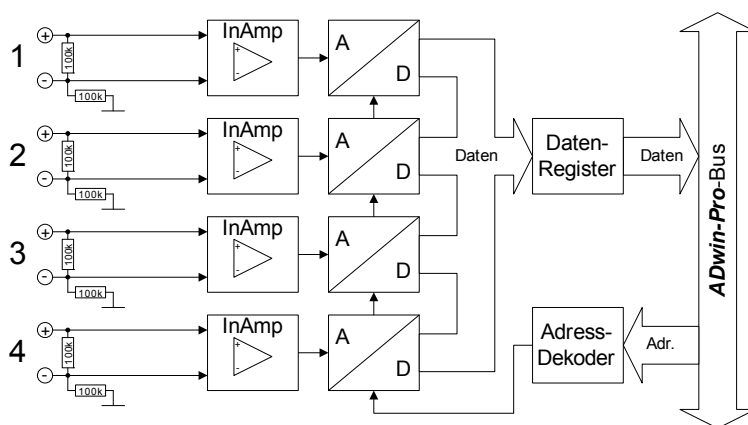 1
+
-
100k
100k
InAmp
+
-
A
D
2
+
-
100k
100k
InAmp
+
-
A
D
3
+
-
100k
100k
InAmp
+
-
A
D
4
+
-
100k
100k
InAmp
+
-
A
D
Daten
Daten-
Register
Daten
Adress-
Dekoder
Adr.
ADwin-Pro-Bus